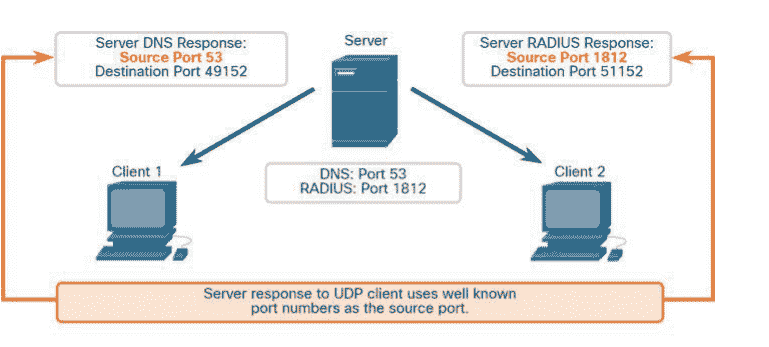 Server DNS Response:
Source Port 53
Destination Port 49152
Server
Server RADIUS Response:
Source Port 1812
Destination Port 51152
Client 1
DNS: Port 53
RADIUS: Port 1812
Client 2
Server response to UDP client uses well known
port numbers as the source port.